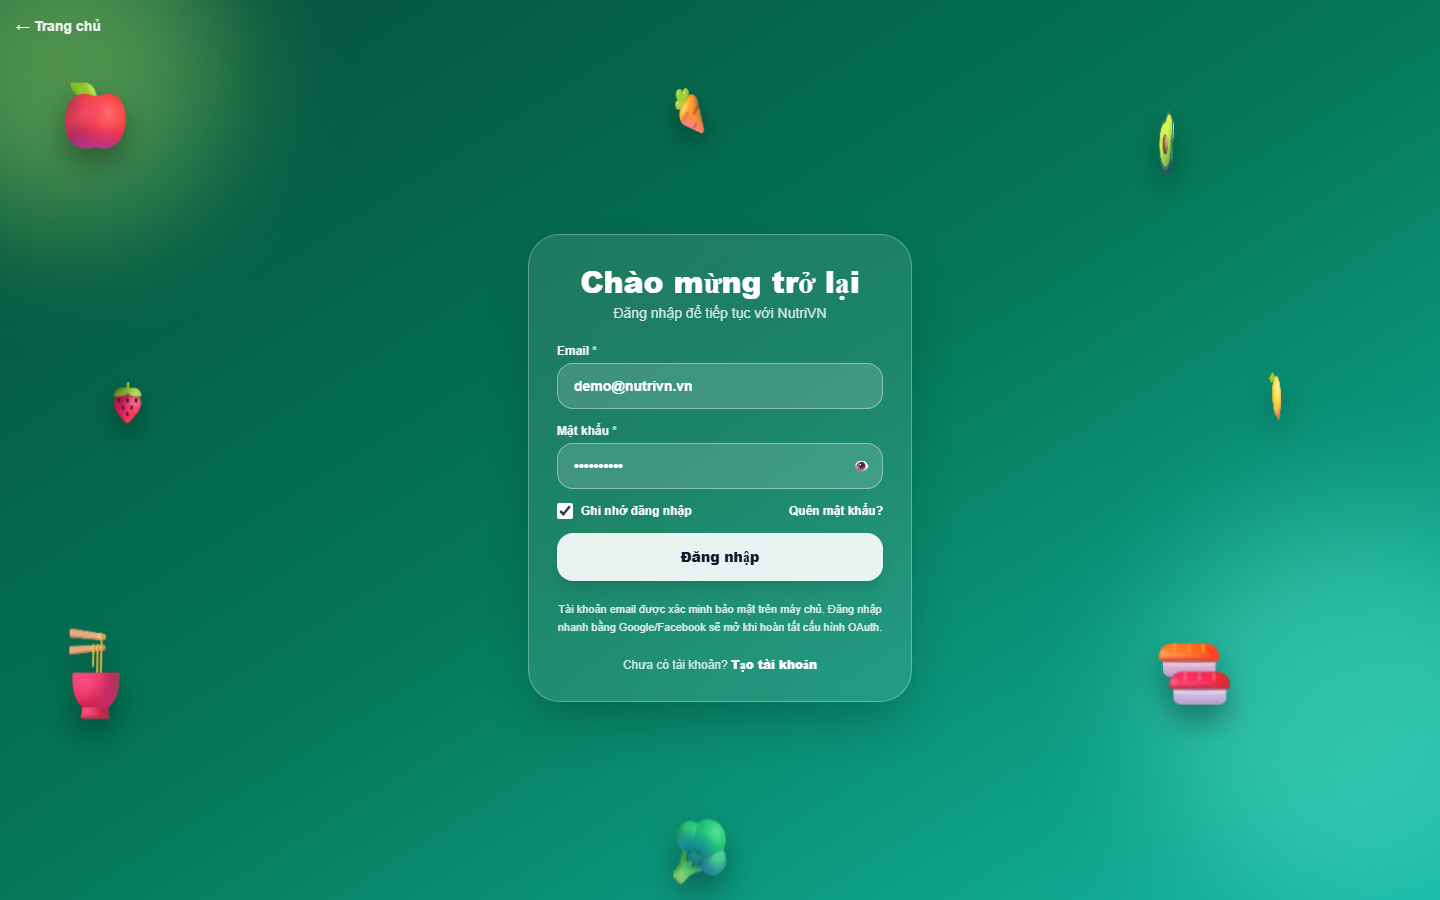 ← Trang chủ
Chào mừng trở lại
Đăng nhập để tiếp tục với NutriVN
Email *
demo@nutrivn.vn
Mật khẩu *
••••••••••
Ghi nhớ đăng nhập
Quên mật khẩu?
Đăng nhập
Tài khoản email được xác minh bảo mật trên máy chủ. Đăng nhập
nhanh bằng Google/Facebook sẽ mở khi hoàn tất cấu hình OAuth.
Chưa có tài khoản? Tạo tài khoản